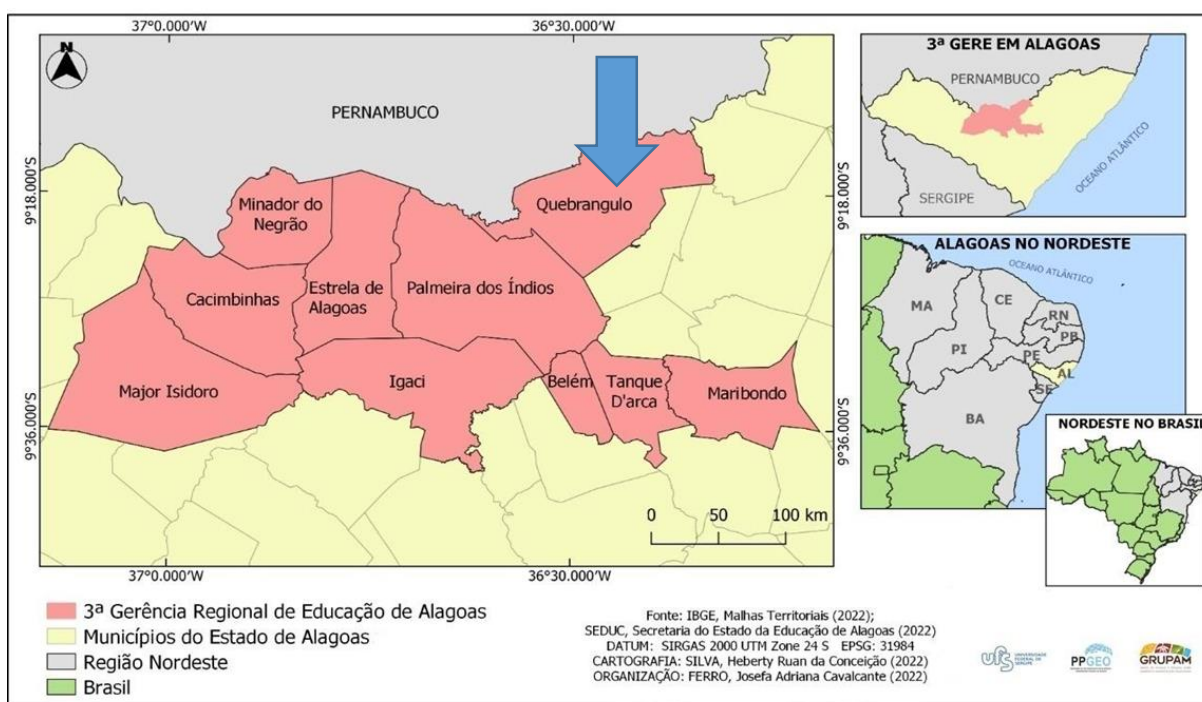 37°0.000'W
36°30.000'W
N
PERNAMBUCO
9°18.000'S
9°18.000'S
Minador do
Negrão
Quebrangulo
Cacimbinhas
Estrela de
Alagoas
Palmeira dos Índios
Major Isidoro
Igaci
Belém
Tanque
D'arca
Maribondo
9°36.000'S
9°36.000'S
0 50 100 km
37°0.000'W
36°30.000'W
3ª GERE EM ALAGOAS
PERNAMBUCO
OCEANO ATLÂNTICO
SERGIPE
ALAGOAS NO NORDESTE
OCEANO ATLÂNTICO
MA
CE
RN
PB
PI
PE
AL
SE
BA
NORDESTE NO BRASIL
3ª Gerência Regional de Educação de Alagoas
Municípios do Estado de Alagoas
Região Nordeste
Brasil
Fonte: IBGE, Malhas Territoriais (2022);
SEDUC, Secretaria do Estado da Educação de Alagoas (2022)
DATUM: SIRGAS 2000 UTM Zone 24 S EPSG: 31984
CARTOGRAFIA: SILVA, Heberty Ruan da Conceição (2022)
ORGANIZAÇÃO: FERRO, Josefa Adriana Cavalcante (2022)
UFS
UNIVERSIDADE
FEDERAL DE
SERGIPE
PPGEO
GRUPAM